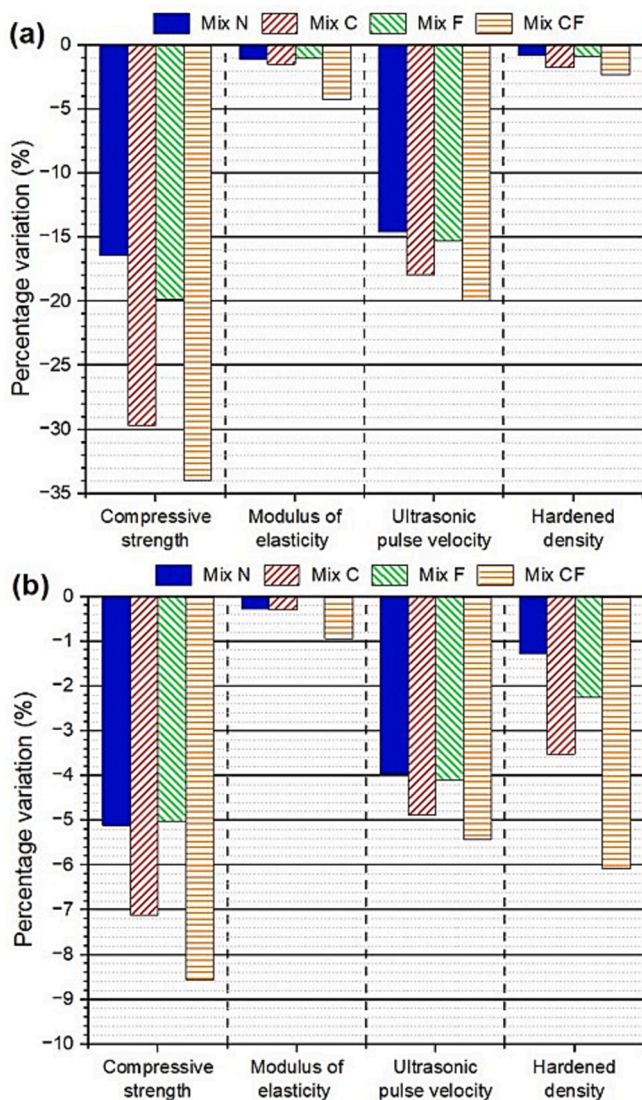 (a)
Mix N Mix C Mix F Mix CF
Percentage variation (%)
0
−5
−10
−15
−20
−25
−30
−35
Compressive strength
Modulus of elasticity
Ultrasonic pulse velocity
Hardened density
(b)
Mix N Mix C Mix F Mix CF
Percentage variation (%)
0
−1
−2
−3
−4
−5
−6
−7
−8
−9
−10
Compressive strength
Modulus of elasticity
Ultrasonic pulse velocity
Hardened density